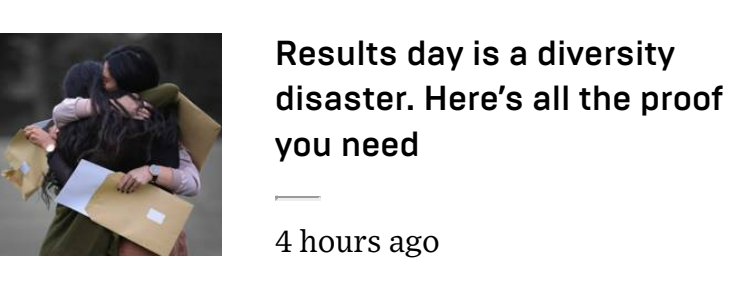 Results day is a diversity
disaster. Here’s all the proof
you need
4 hours ago